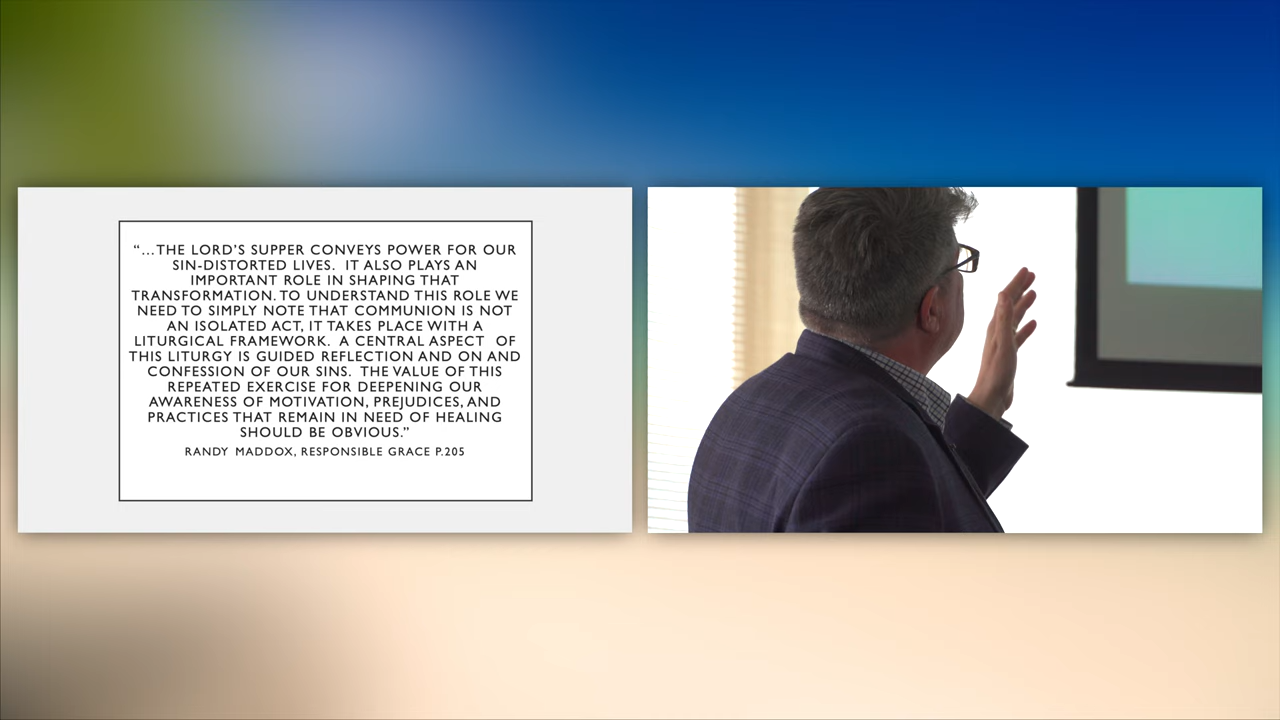 “...THE LORD’S SUPPER CONVEYS POWER FOR OUR
SIN-DISTORTED LIVES. IT ALSO PLAYS AN
IMPORTANT ROLE IN SHAPING THAT
TRANSFORMATION. TO UNDERSTAND THIS ROLE WE
NEED TO SIMPLY NOTE THAT COMMUNION IS NOT
AN ISOLATED ACT, IT TAKES PLACE WITH A
LITURGICAL FRAMEWORK. A CENTRAL ASPECT OF
THIS LITURGY IS GUIDED REFLECTION AND ON AND
CONFESSION OF OUR SINS. THE VALUE OF THIS
REPEATED EXERCISE FOR DEEPENING OUR
AWARENESS OF MOTIVATION, PREJUDICES, AND
PRACTICES THAT REMAIN IN NEED OF HEALING
SHOULD BE OBVIOUS.”
RANDY MADDOX, RESPONSIBLE GRACE P.205